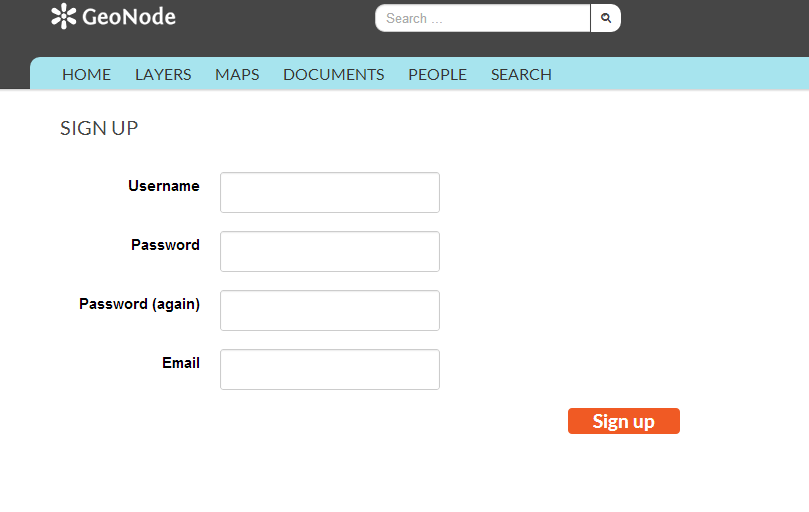 GeoNode
Search ...
HOME LAYERS MAPS DOCUMENTS PEOPLE SEARCH
SIGN UP
Username
Password
Password (again)
Email
Sign up